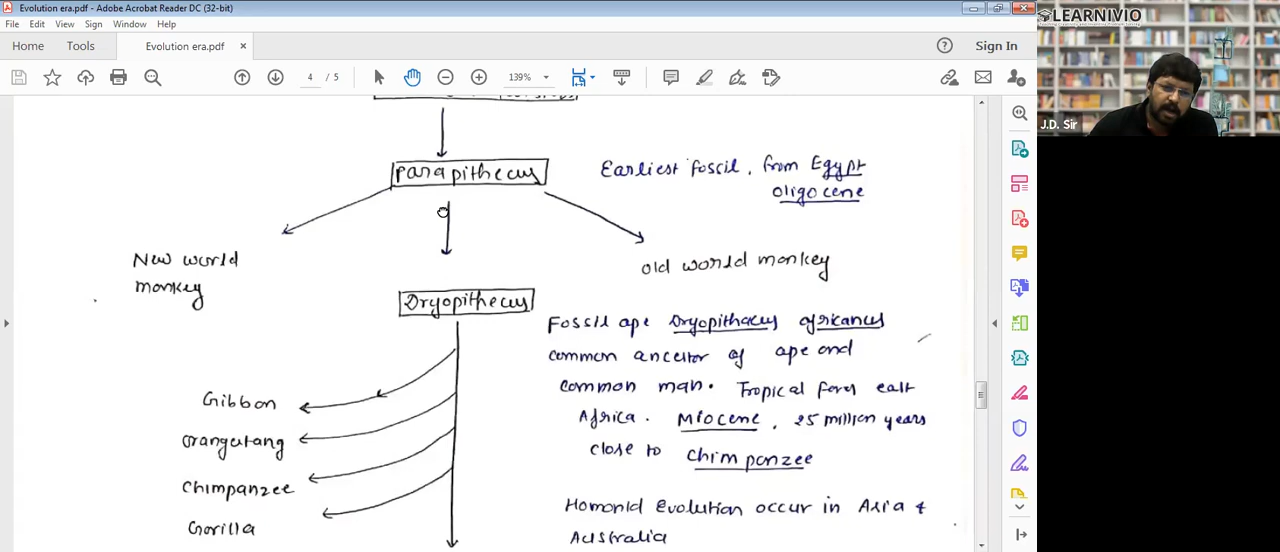 Evolution era.pdf - Adobe Acrobat Reader DC (32-bit)
File Edit View Sign Window Help
Home Tools Evolution era.pdf × Sign In
4 / 5 139%
LEARNIVIO
J.D. Sir
Parapithecus
Earliest fossil, from Egypt
oligocene
New world
monkey
old world monkey
Dryopithecus
Fossil ape Dryopithacus africanus
common ancestor of ape and
common man. Tropical fores east
Africa. Miocene, 25 million years
close to Chimpanzee
Gibbon
Orangutang
Chimpanzee
Gorilla
Homonid Evolution occur in Asia +
Australia